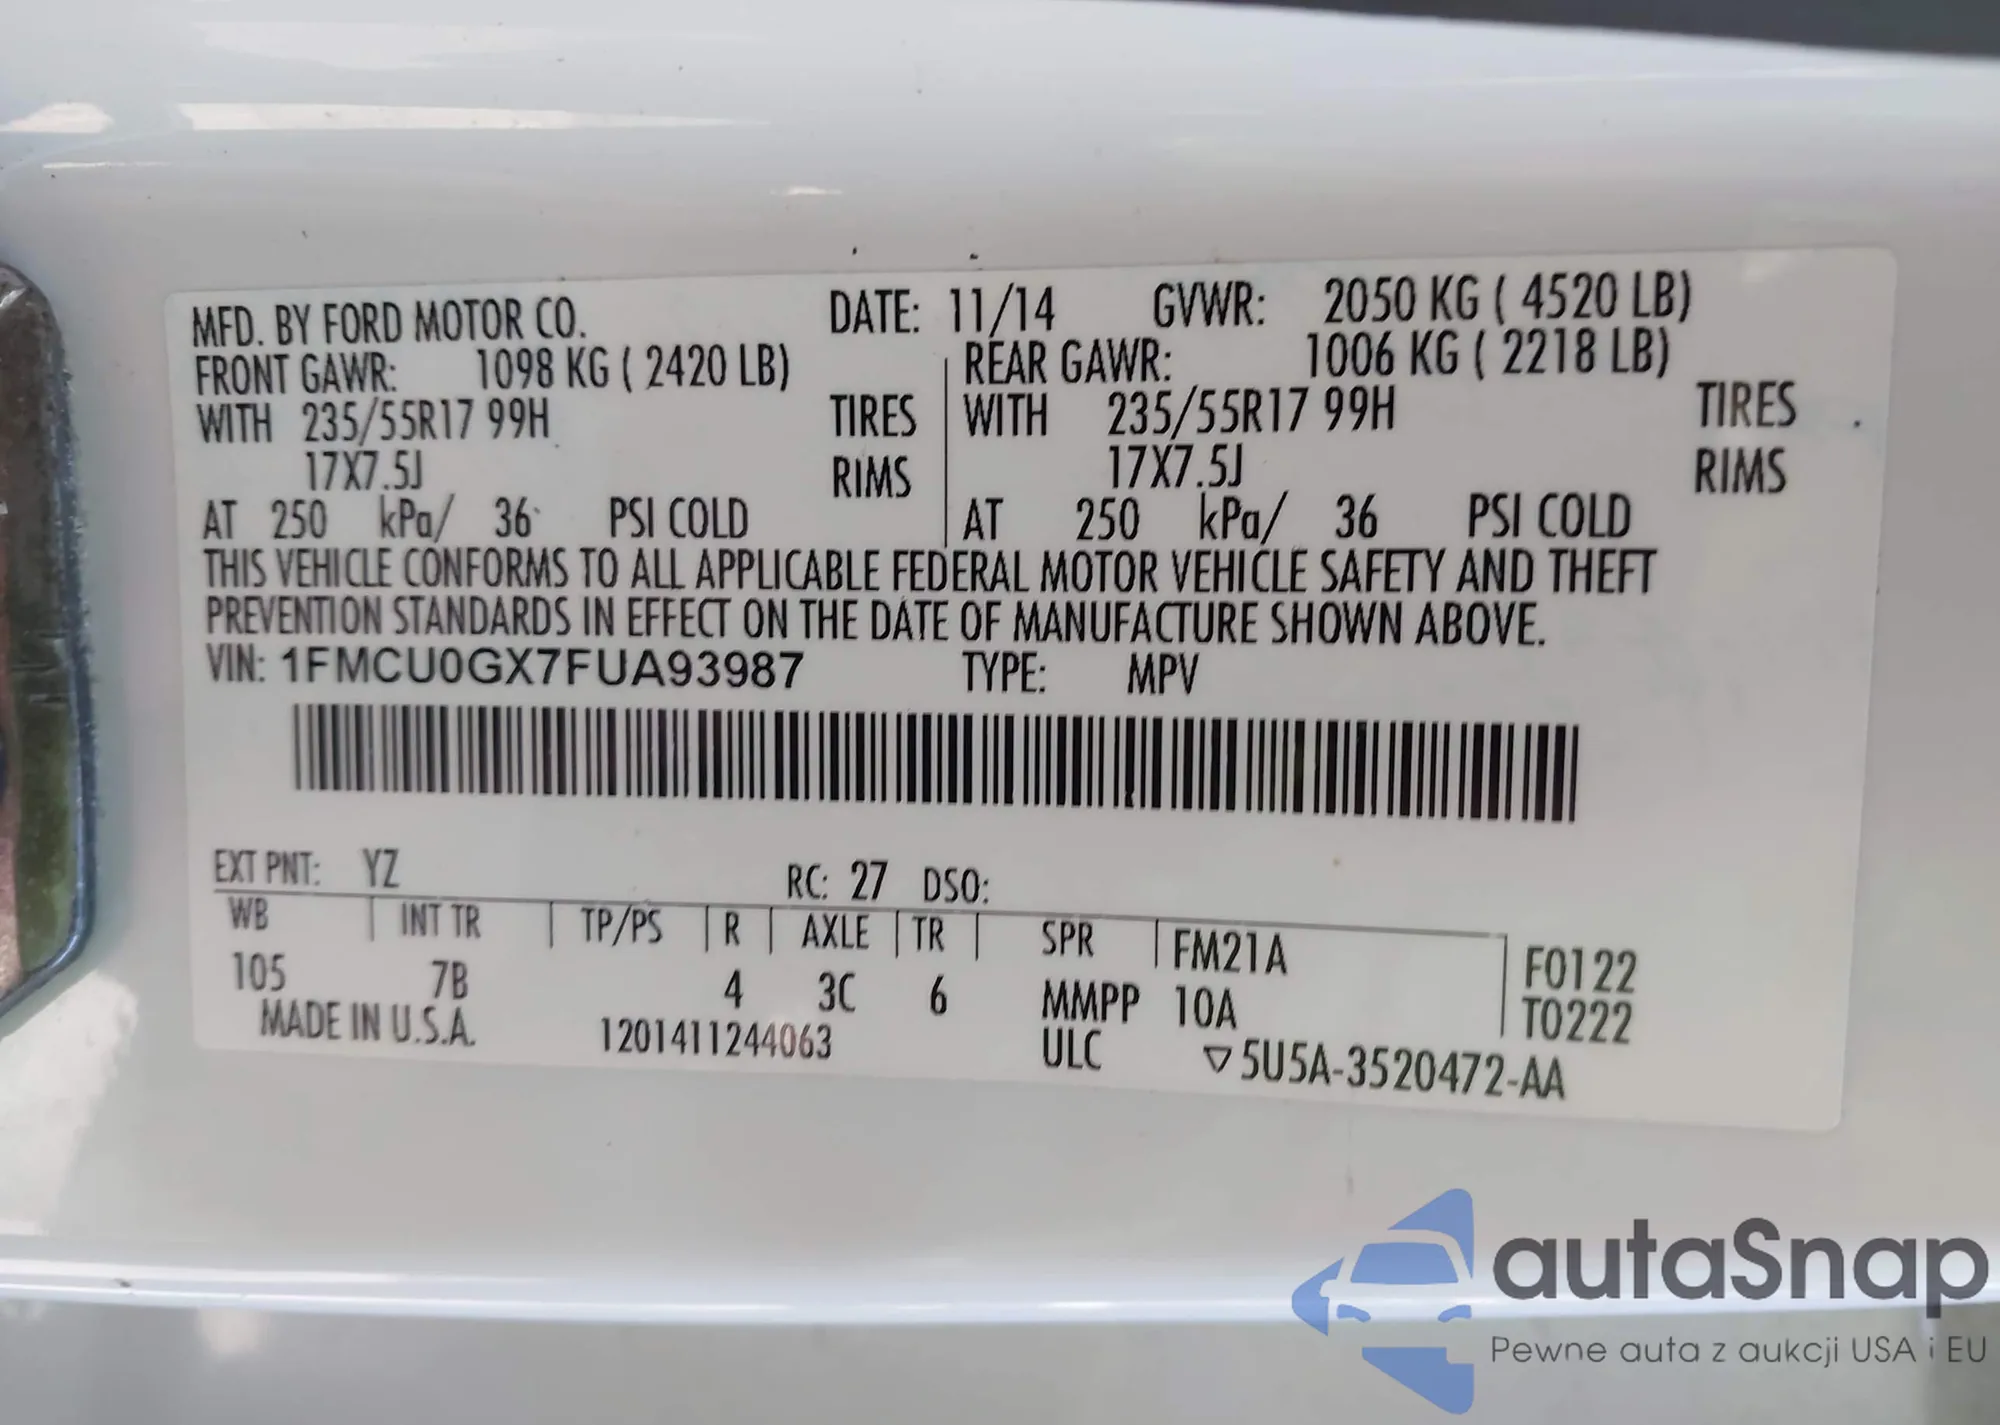 MFD. BY FORD MOTOR CO. DATE: 11/14 GVWR: 2050 KG ( 4520 LB)
FRONT GAWR: 1098 KG ( 2420 LB) REAR GAWR: 1006 KG ( 2218 LB)
WITH 235/55R17 99H TIRES WITH 235/55R17 99H TIRES
17X7.5J RIMS 17X7.5J RIMS
AT 250 kPa/ 36 PSI COLD AT 250 kPa/ 36 PSI COLD
THIS VEHICLE CONFORMS TO ALL APPLICABLE FEDERAL MOTOR VEHICLE SAFETY AND THEFT
PREVENTION STANDARDS IN EFFECT ON THE DATE OF MANUFACTURE SHOWN ABOVE.
VIN: 1FMCU0GX7FUA93987 TYPE: MPV
EXT PNT: YZ RC: 27 DSO:
WB INT TR TP/PS R AXLE TR SPR FM21A F0122
105 7B 4 3C 6 MMPP 10A T0222
MADE IN U.S.A. 1201411244063 ULC ▽5U5A-3520472-AA
autaSnap
Pewne auta z aukcji USA i EU